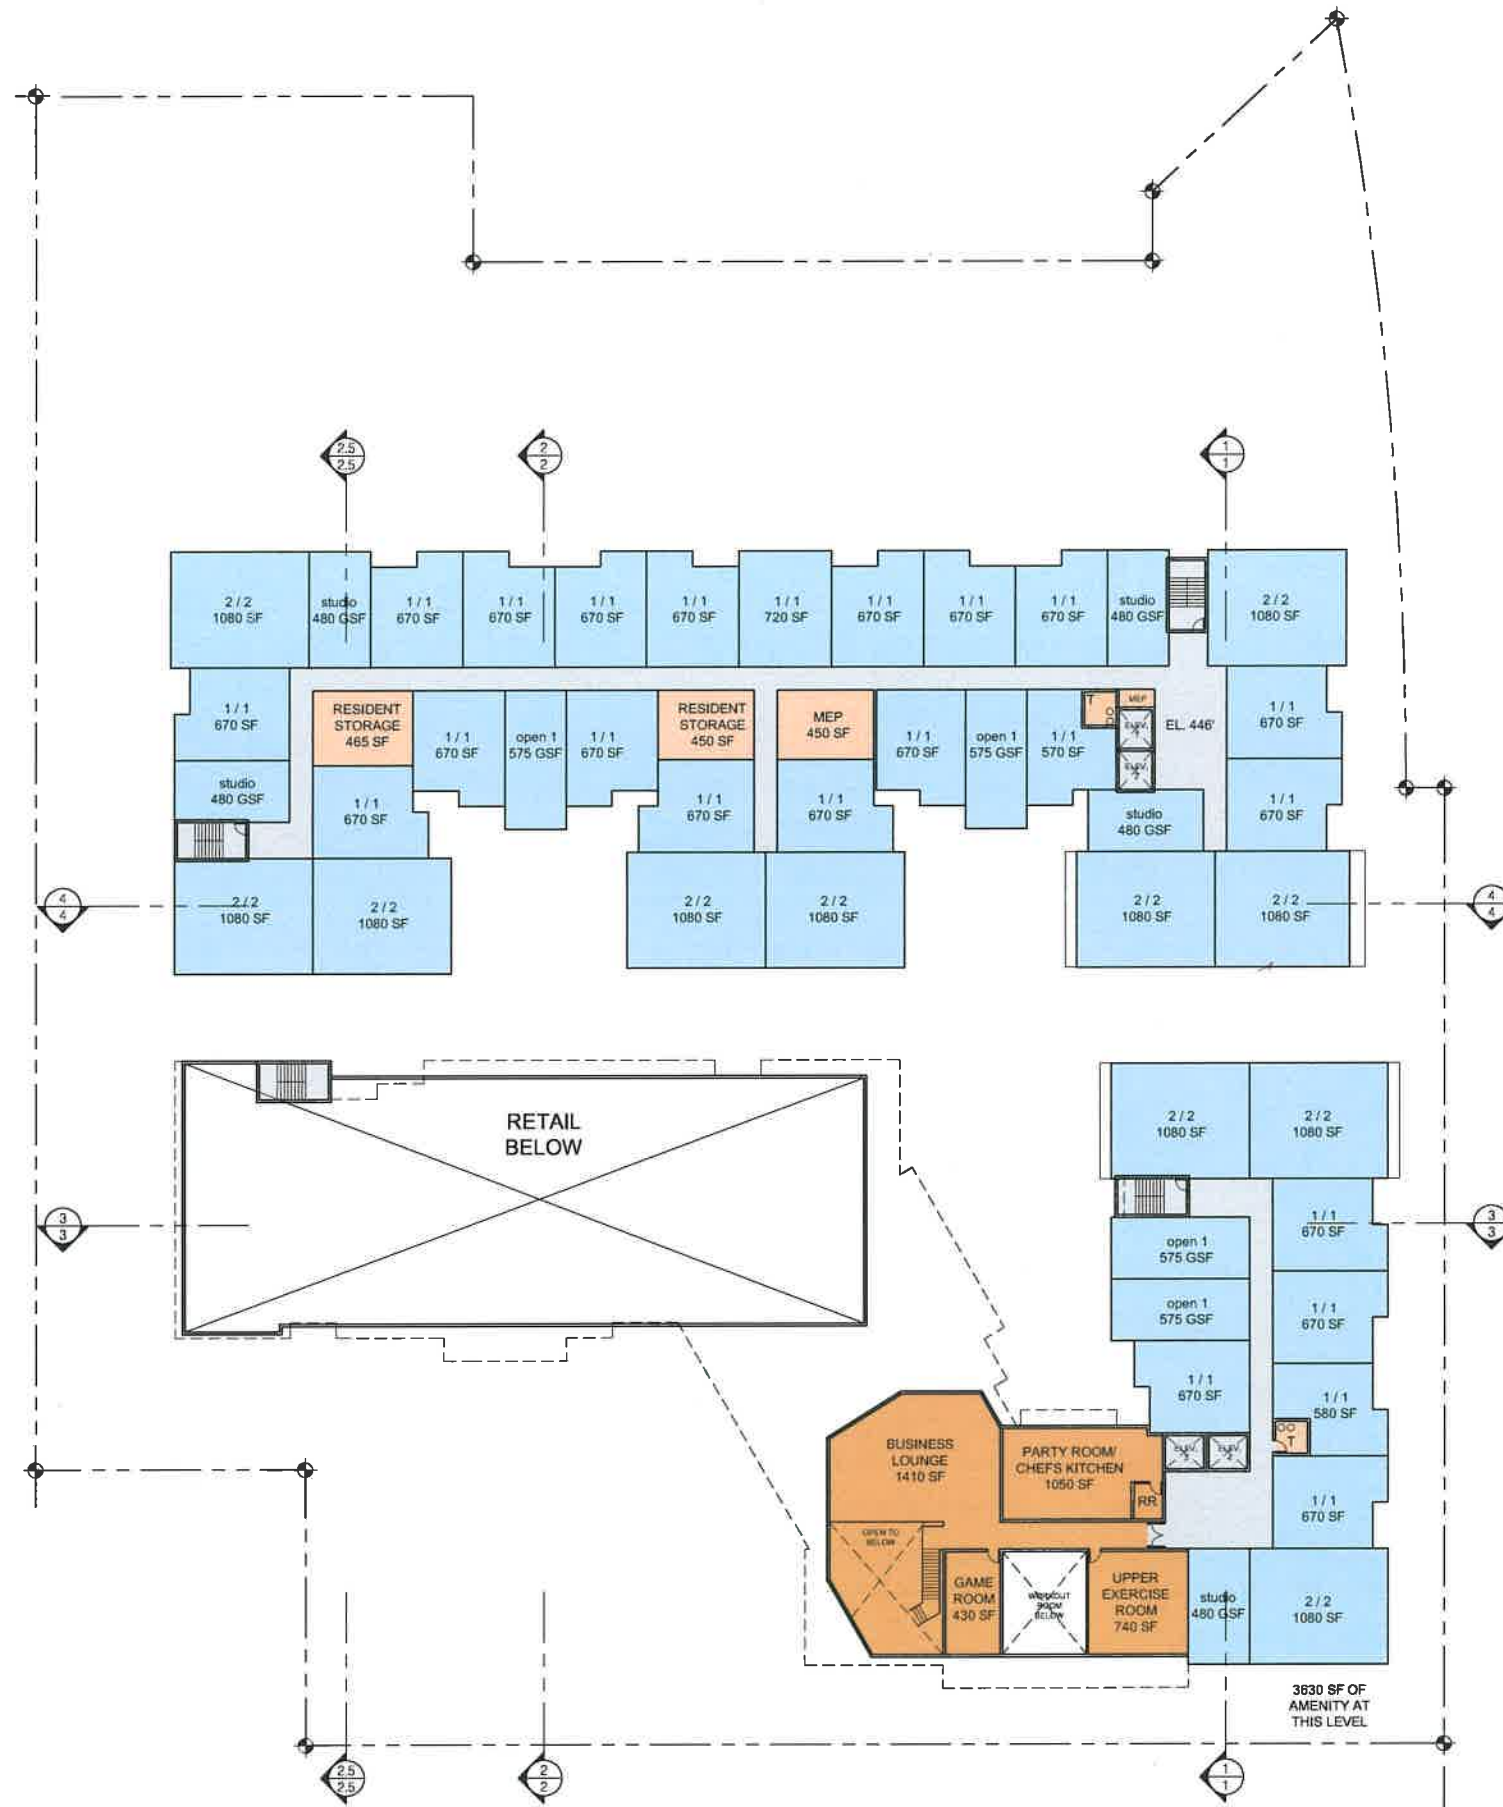 2.5
2.5
2
2
1
1
2 / 2
1080 SF
studio
480 GSF
1 / 1
670 SF
1 / 1
670 SF
1 / 1
670 SF
1 / 1
670 SF
1 / 1
720 SF
1 / 1
670 SF
1 / 1
670 SF
1 / 1
670 SF
studio
480 GSF
2 / 2
1080 SF
1 / 1
670 SF
RESIDENT
STORAGE
465 SF
1 / 1
670 SF
open 1
575 GSF
1 / 1
670 SF
RESIDENT
STORAGE
450 SF
MEP
450 SF
1 / 1
670 SF
open 1
575 GSF
1 / 1
570 SF
T
MEP
ELEV.
ELEV.
2
EL. 446'
1 / 1
670 SF
studio
480 GSF
1 / 1
670 SF
1 / 1
670 SF
1 / 1
670 SF
studio
480 GSF
1 / 1
670 SF
4
4
2 / 2
1080 SF
2 / 2
1080 SF
2 / 2
1080 SF
2 / 2
1080 SF
2 / 2
1080 SF
2 / 2
1080 SF
4
4
RETAIL
BELOW
2 / 2
1080 SF
2 / 2
1080 SF
3
3
1 / 1
670 SF
3
3
open 1
575 GSF
open 1
575 GSF
1 / 1
670 SF
1 / 1
670 SF
1 / 1
580 SF
T
BUSINESS
LOUNGE
1410 SF
PARTY ROOM/
CHEFS KITCHEN
1050 SF
RR
ELEV.
3
ELEV.
1 / 1
670 SF
OPEN TO
BELOW
GAME
ROOM
430 SF
WORKOUT
ROOM
BELOW
UPPER
EXERCISE
ROOM
740 SF
studio
480 GSF
2 / 2
1080 SF
3630 SF OF
AMENITY AT
THIS LEVEL
2.5
2.5
2
2
1
1